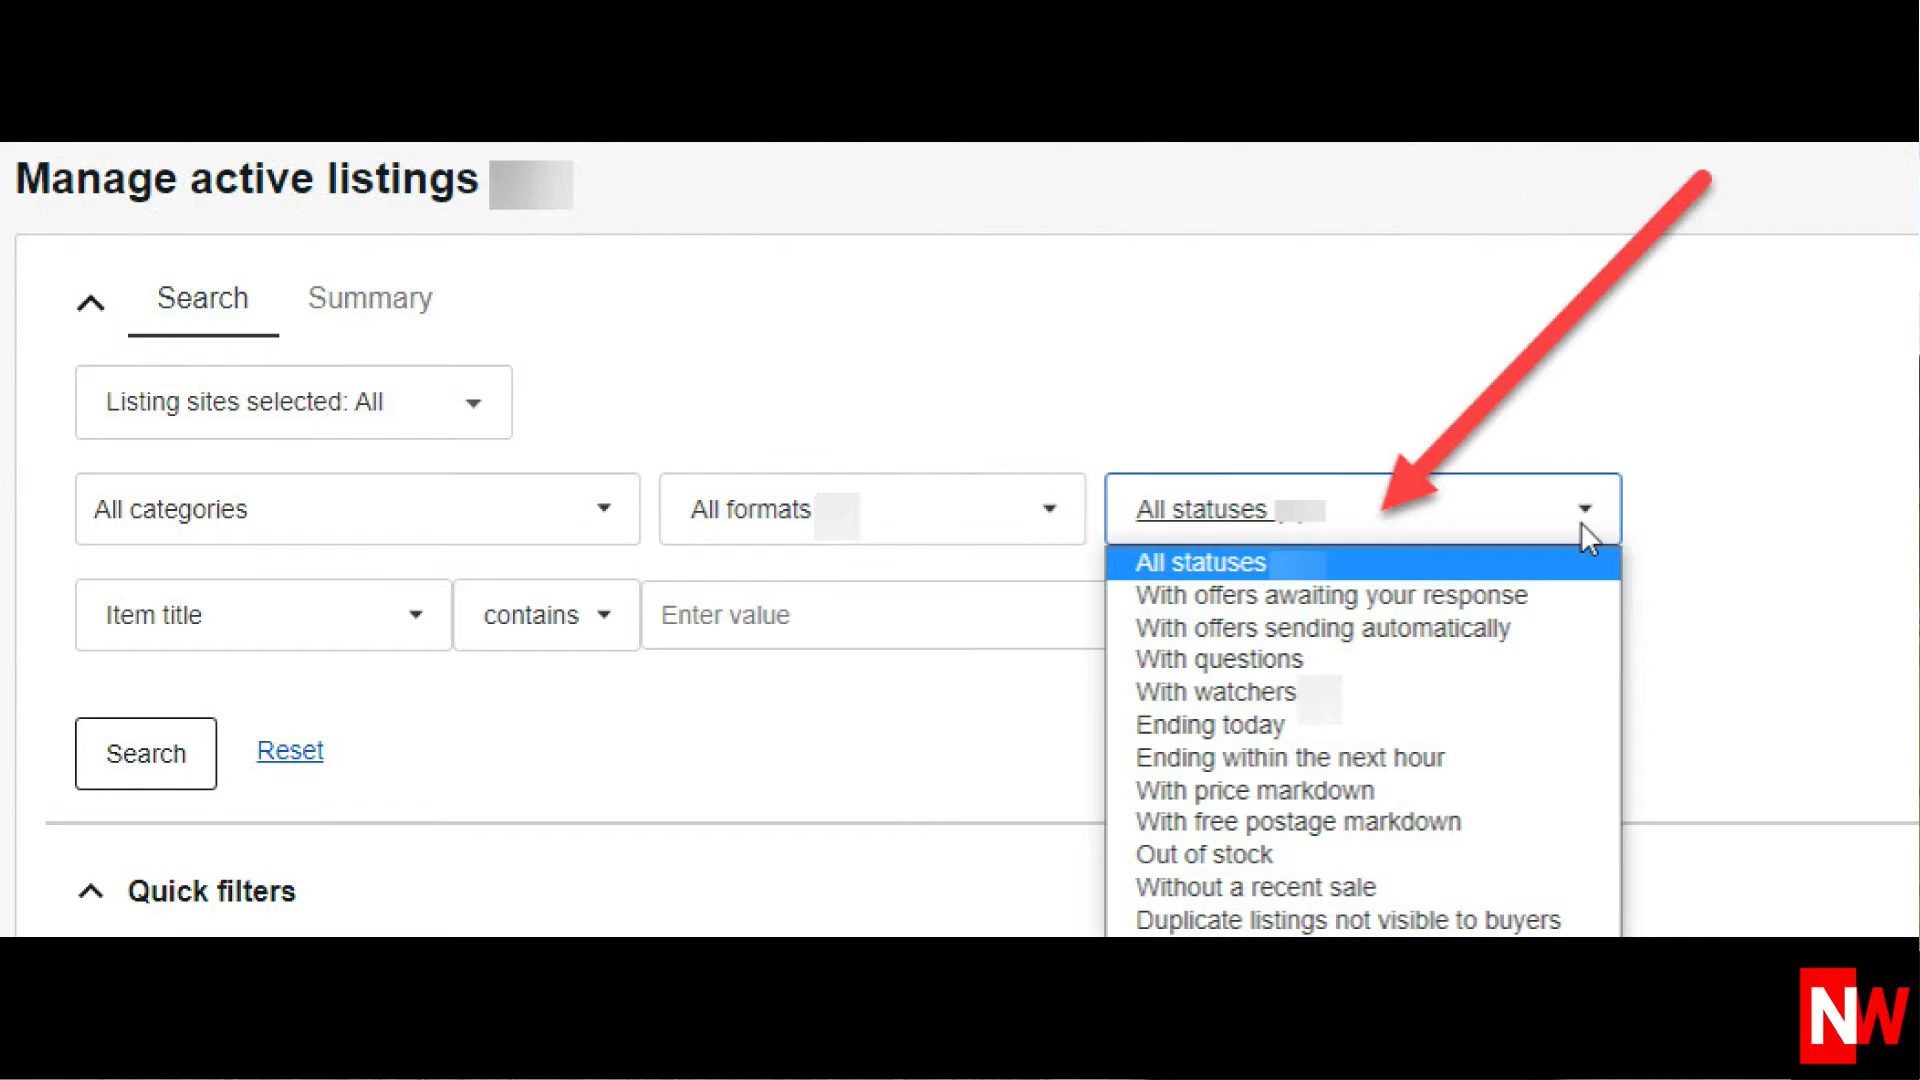 Manage active listings
Search Summary
Listing sites selected: All
All categories All formats All statuses
All statuses
With offers awaiting your response
With offers sending automatically
With questions
With watchers
Ending today
Ending within the next hour
With price markdown
With free postage markdown
Out of stock
Without a recent sale
Duplicate listings not visible to buyers
Item title contains Enter value
Search Reset
Quick filters
NW